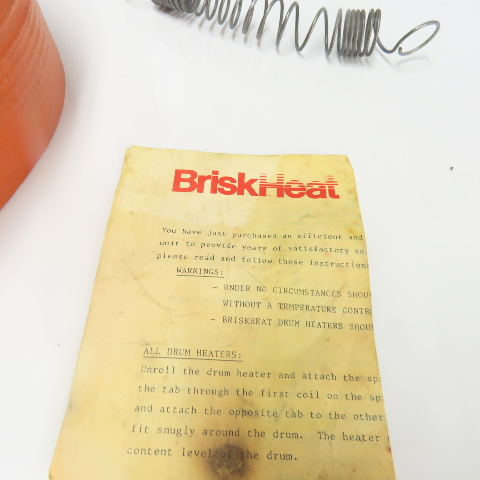 BriskHeat
You have just purchased an efficient and
unit to provide years of satisfactory se
please read and follow these instruction
WARNINGS:
- UNDER NO CIRCUMSTANCES SHOU
WITHOUT A TEMPERATURE CONTR
- BRISKHEAT DRUM HEATERS SHOU
ALL DRUM HEATERS:
Unroll the drum heater and attach the sp
the tab through the first coil on the sp
and attach the opposite tab to the other
fit snugly around the drum. The heater
content level of the drum.